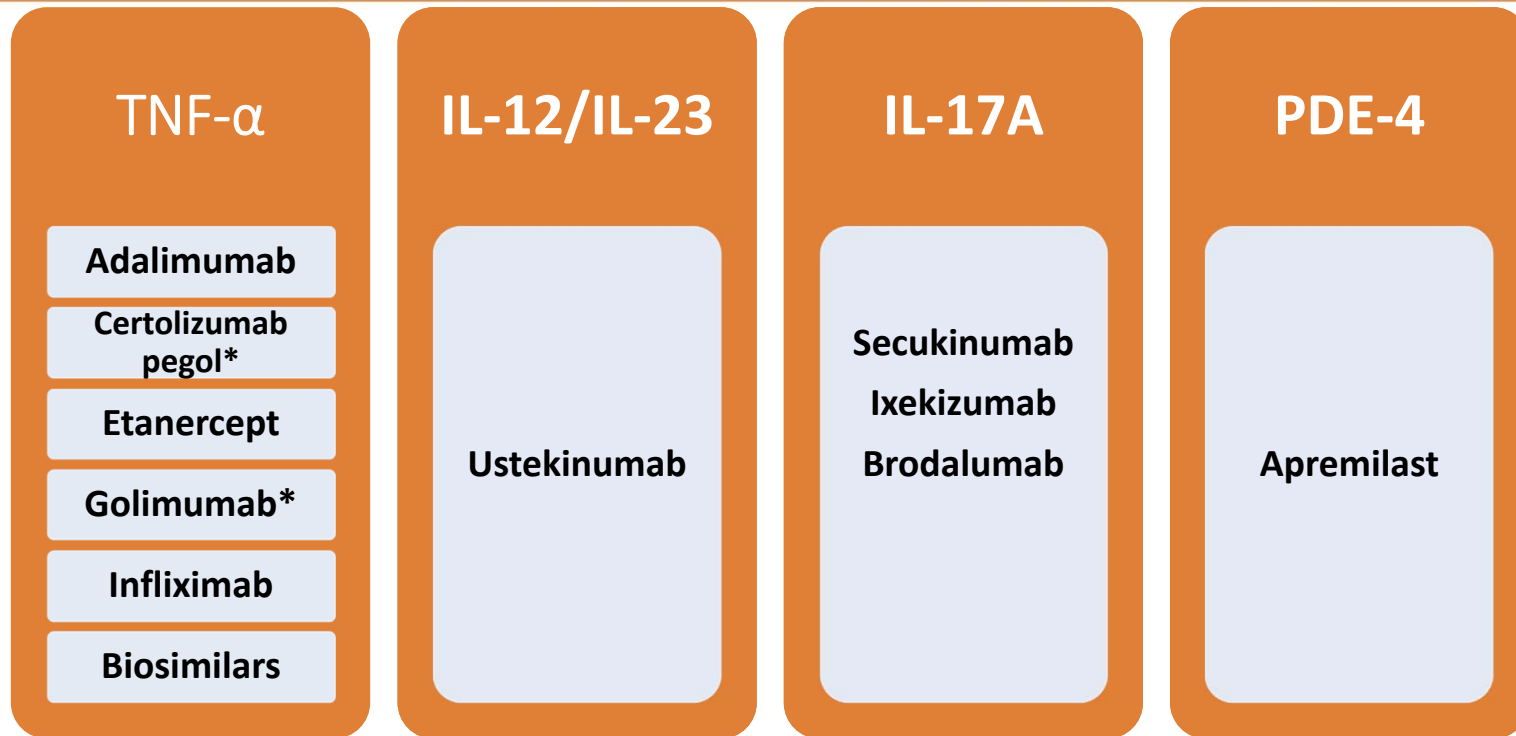 TNF-α
Adalimumab
Certolizumab
pegol*
Etanercept
Golimumab*
Infliximab
Biosimilars
IL-12/IL-23
Ustekinumab
IL-17A
Secukinumab
Ixekizumab
Brodalumab
PDE-4
Apremilast